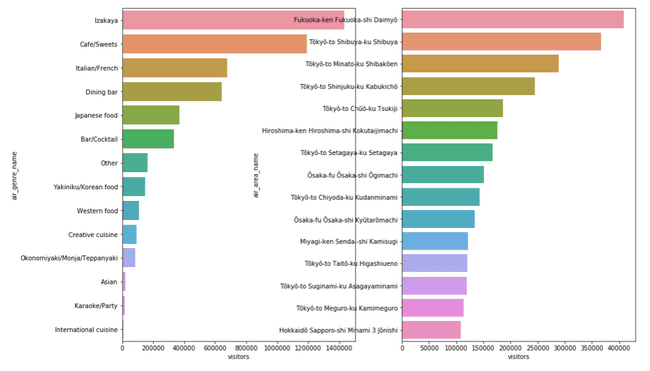 air_genre_name
Izakaya
Cafe/Sweets
Italian/French
Dining bar
Japanese food
Bar/Cocktail
Other
Yakiniku/Korean food
Western food
Creative cuisine
Okonomiyaki/Monja/Teppanyaki
Asian
Karaoke/Party
International cuisine
0 200000 400000 600000 800000 1000000 1200000 1400000
visitors
air_area_name
Fukuoka-ken Fukuoka-shi Daimyō
Tōkyō-to Shibuya-ku Shibuya
Tōkyō-to Minato-ku Shibakōen
Tōkyō-to Shinjuku-ku Kabukichō
Tōkyō-to Chūō-ku Tsukiji
Hiroshima-ken Hiroshima-shi Kokutaijimachi
Tōkyō-to Setagaya-ku Setagaya
Ōsaka-fu Ōsaka-shi Ōgimachi
Tōkyō-to Chiyoda-ku Kudanminami
Ōsaka-fu Ōsaka-shi Kyūtarōmachi
Miyagi-ken Sendai-shi Kamisugi
Tōkyō-to Taitō-ku Higashiueno
Tōkyō-to Suginami-ku Asagayaminami
Tōkyō-to Meguro-ku Kamimeguro
Hokkaidō Sapporo-shi Minami 3 Jōnishi
0 50000 100000 150000 200000 250000 300000 350000 400000
visitors